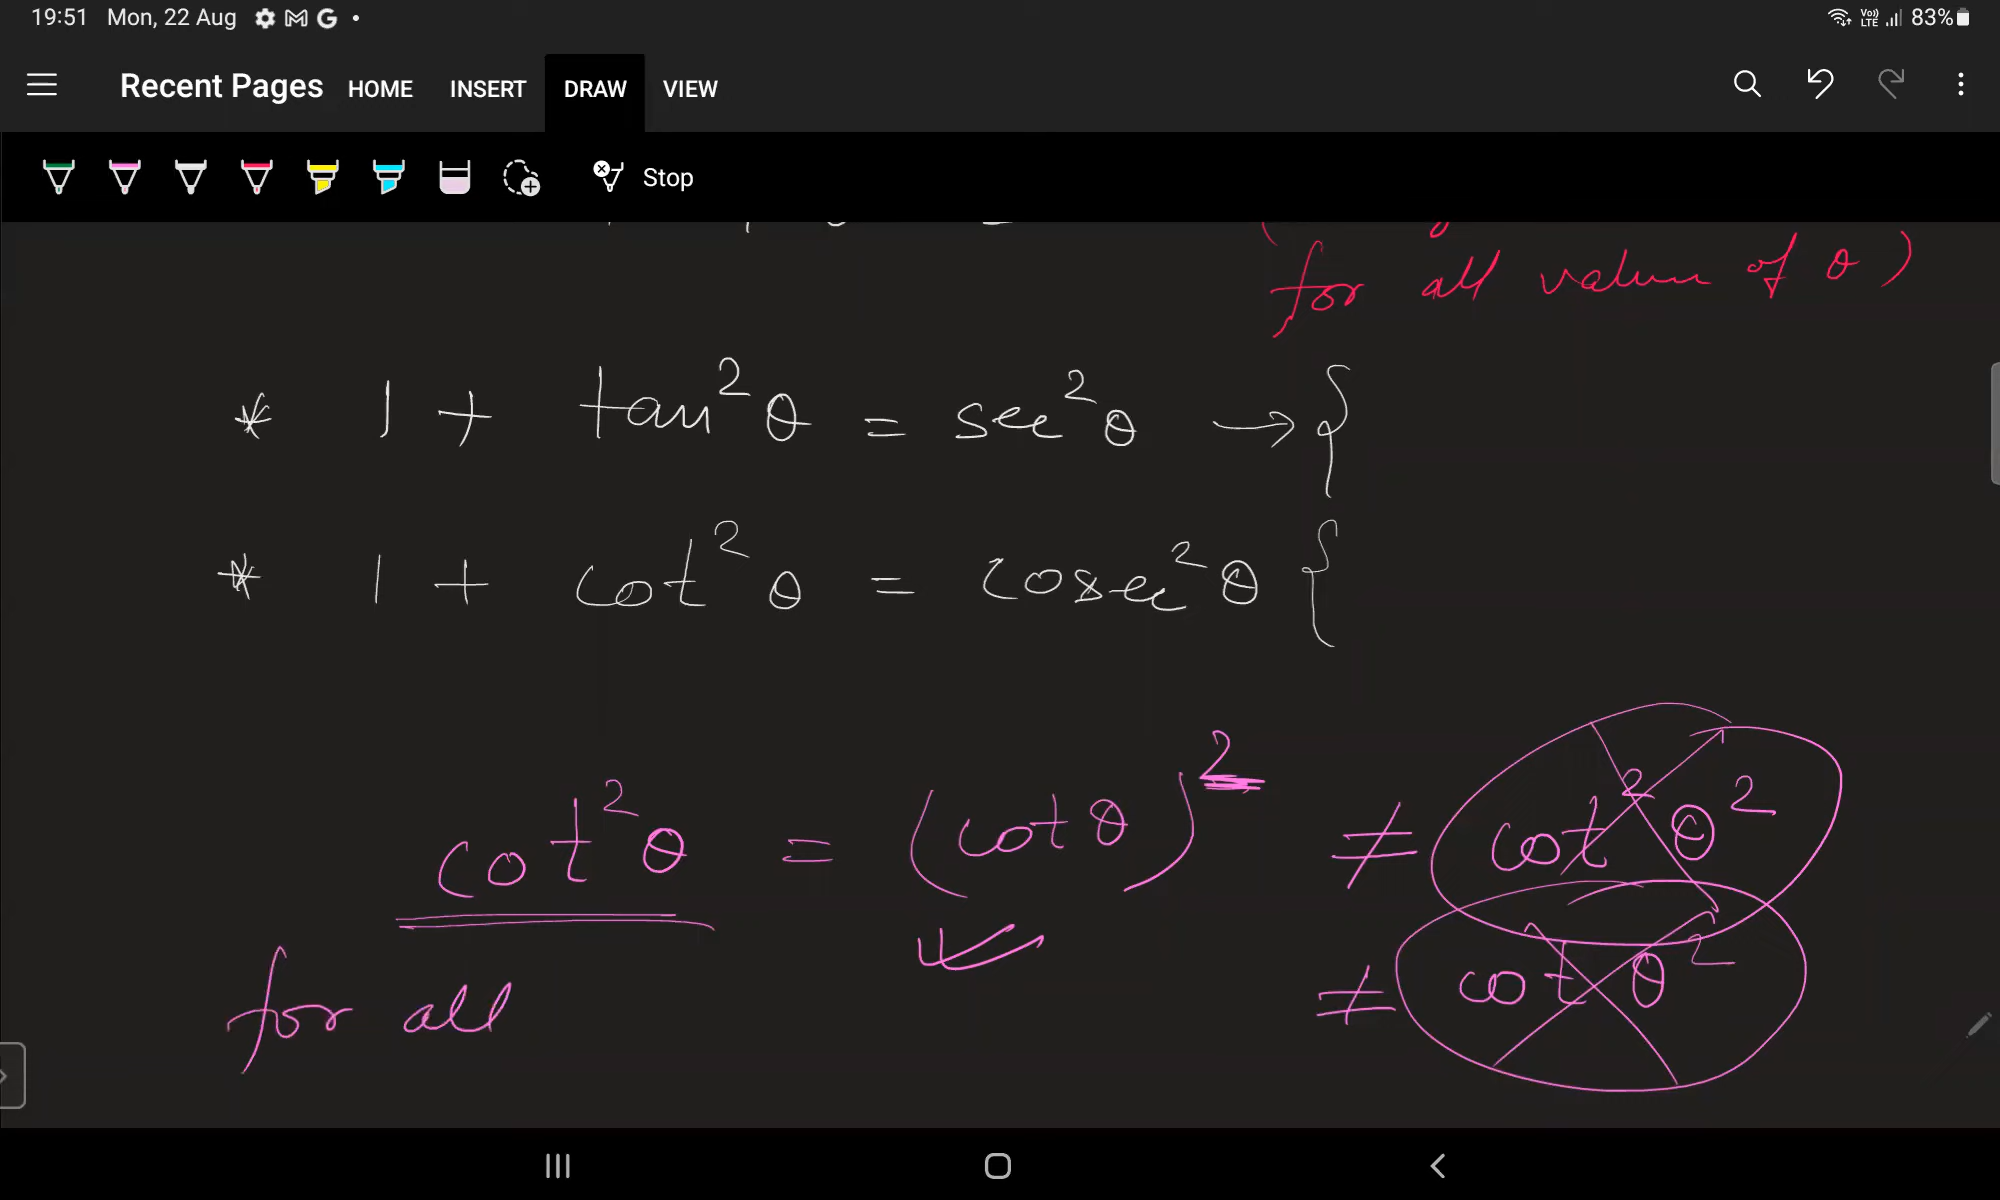 19:51 Mon, 22 Aug G 83%
Recent Pages HOME INSERT DRAW VIEW
Stop
for all value of θ )
* 1 + tan²θ = sec²θ → {
* 1 + cot²θ = cosec²θ {
cot²θ = (cot θ)² ≠ cot²θ²
for all ≠ cot θ²